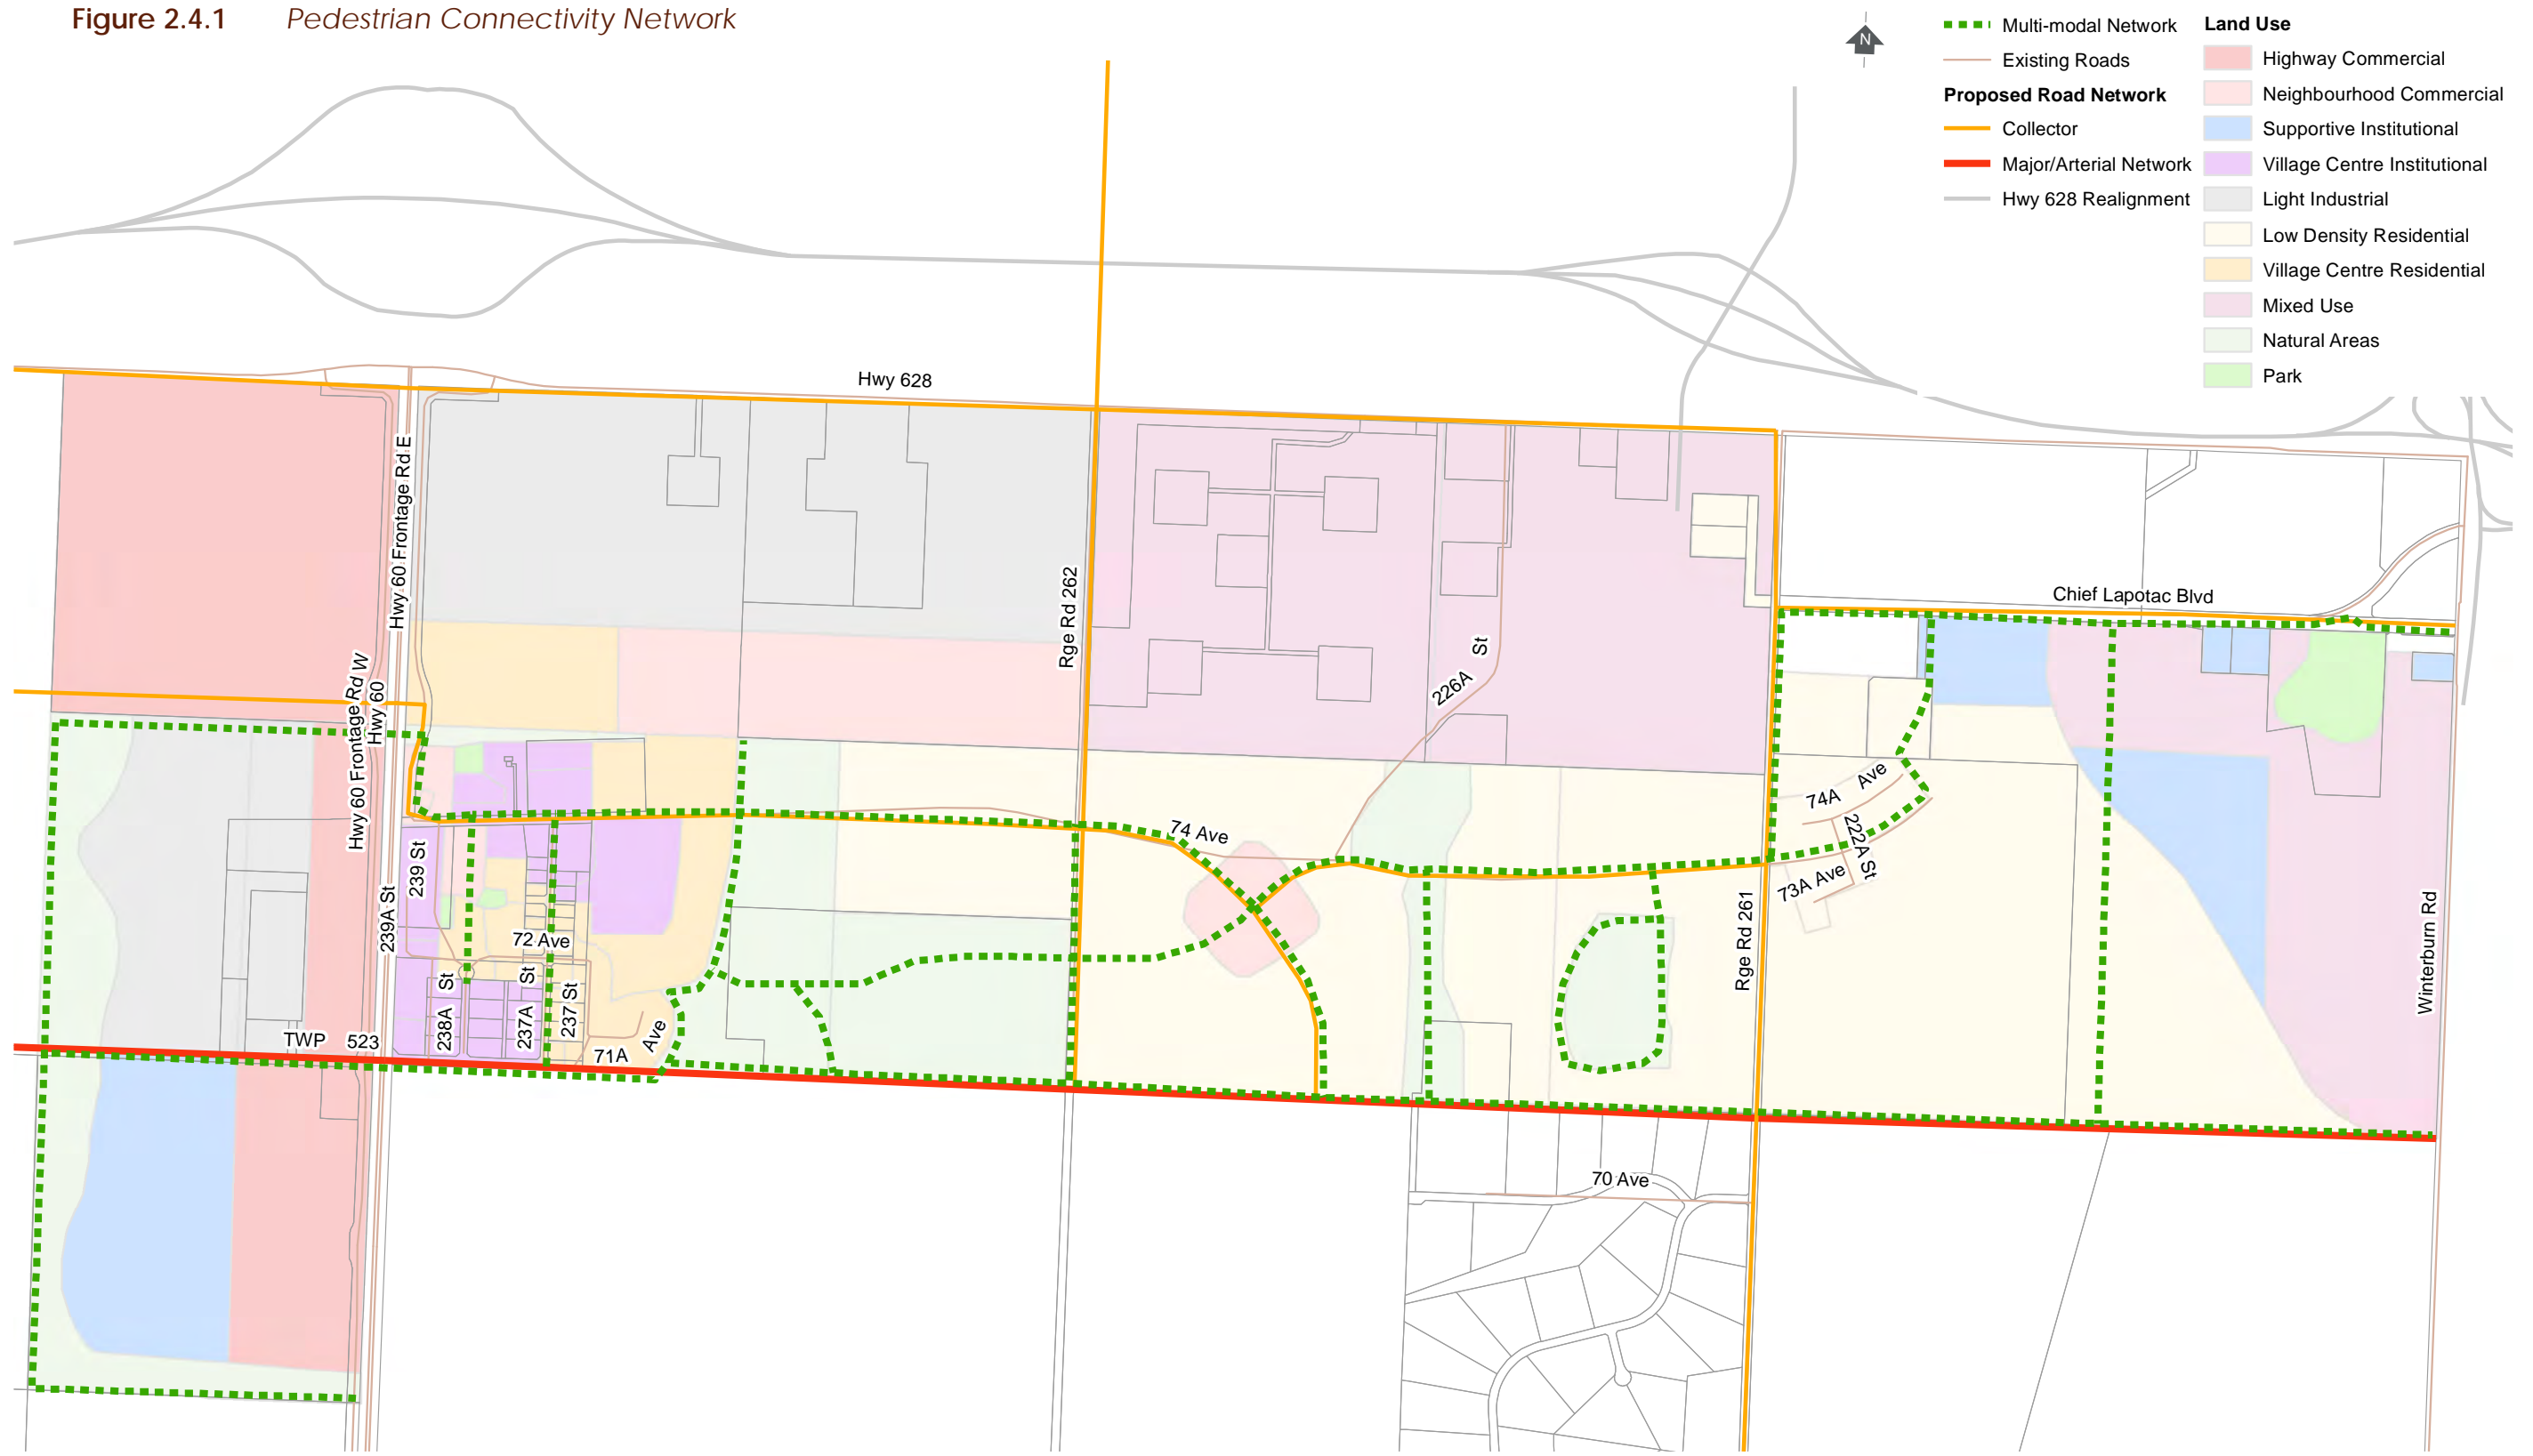 Figure 2.4.1 Pedestrian Connectivity Network
N
Multi-modal Network
Existing Roads
Proposed Road Network
Collector
Major/Arterial Network
Hwy 628 Realignment
Land Use
Highway Commercial
Neighbourhood Commercial
Supportive Institutional
Village Centre Institutional
Light Industrial
Low Density Residential
Village Centre Residential
Mixed Use
Natural Areas
Park
Hwy 628
Hwy 60 Frontage Rd E
Rge Rd 262
Chief Lapotac Blvd
226A St
Hwy 60 Frontage Rd W
Hwy 60
74A Ave
74 Ave
222A St
73A Ave
239 St
239A St
72 Ave
Rge Rd 261
Winterburn Rd
238A St
237A St
237 St
71A Ave
TWP 523
70 Ave